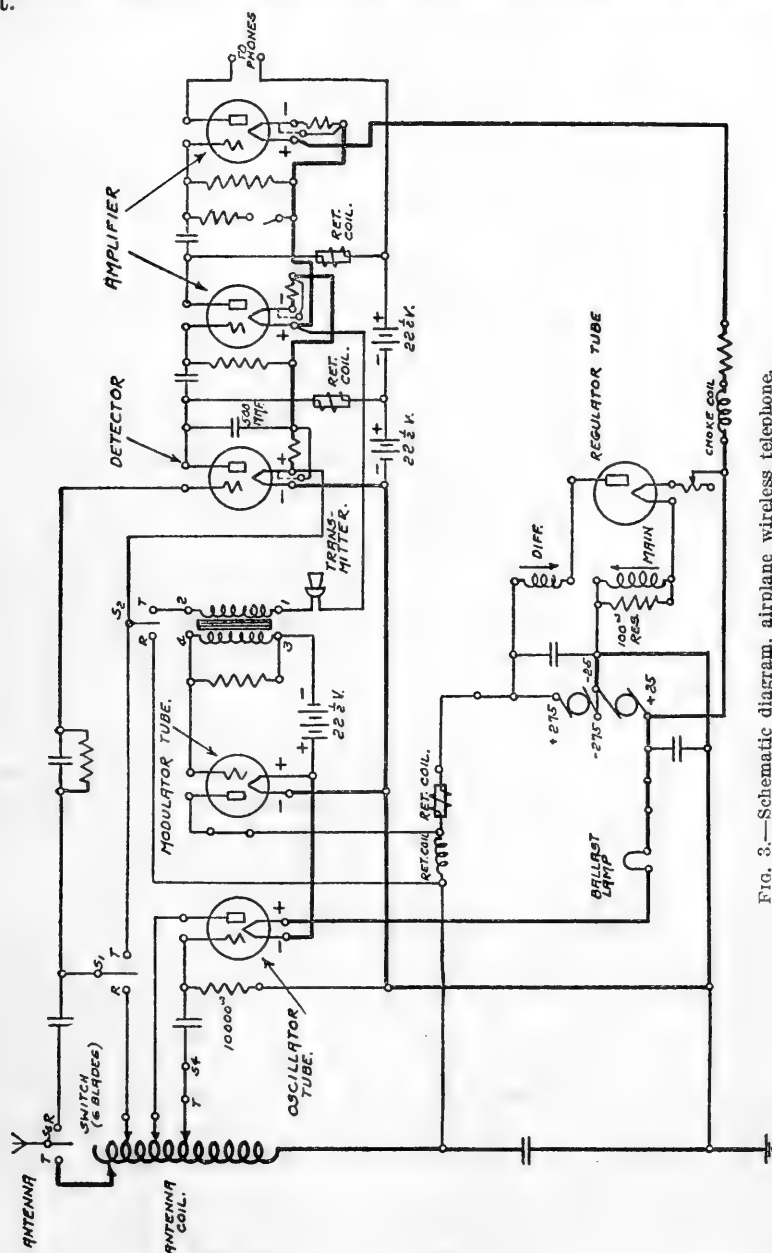 t.
ANTENNA
T
S3
R
SWITCH
(6 BLADES)
ANTENNA
COIL.
R
S1
T
T
S4
10000ω
OSCILLATOR
TUBE.
- +
MODULATOR TUBE.
- +
+ -
22½ V.
S2
R
T
4
2
3
1
TRANS-
MITTER
DETECTOR
500
MMF.
- +
RET.
COIL.
- +
22½ V.
AMPLIFIER
+ -
RET.
COIL.
- +
22½ V.
+ -
TO
PHONES
RET. COIL
RET. COIL.
BALLAST
LAMP
+275
-275
-25
+25
DIFF.
MAIN
100ω
RES.
REGULATOR TUBE
CHOKE COIL
FIG. 3.—Schematic diagram, airplane wireless telephone.